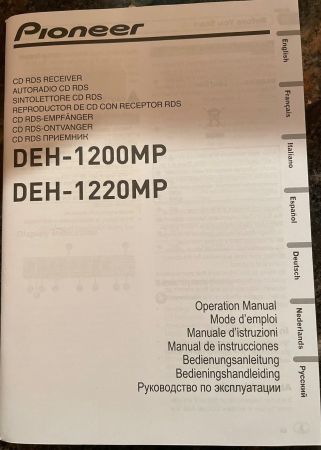 Pioneer
CD RDS RECEIVER
AUTORADIO CD RDS
SINTOLETTORE CD RDS
REPRODUCTOR DE CD CON RECEPTOR RDS
CD RDS-EMPFÄNGER
CD RDS-ONTVANGER
CD RDS ПРИЕМНИК
DEH-1200MP
DEH-1220MP
Operation Manual
Mode d'emploi
Manuale d'istruzioni
Manual de instrucciones
Bedienungsanleitung
Bedieningshandleiding
Руководство по эксплуатации
English
Français
Italiano
Español
Deutsch
Nederlands
Русский